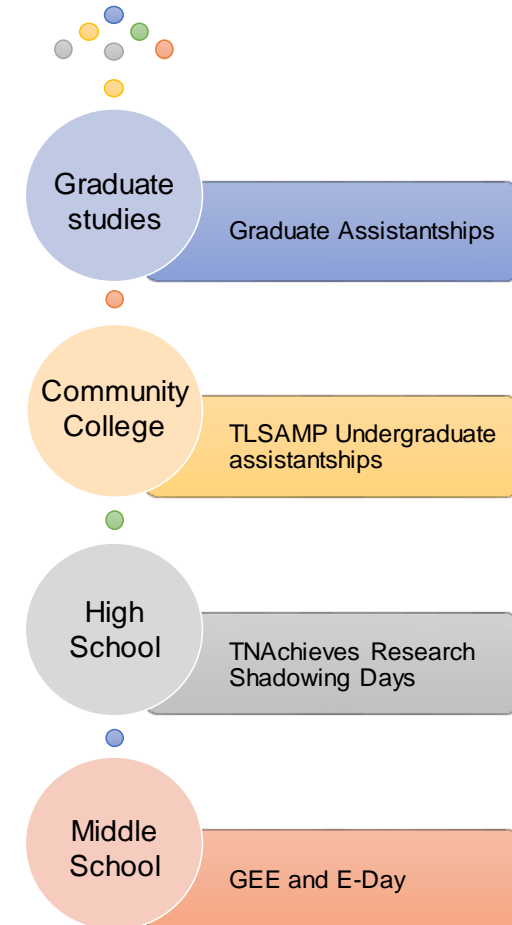 Graduate
studies
Graduate Assistantships
Community
College
TLSAMP Undergraduate
assistantships
High
School
TNAchieves Research
Shadowing Days
Middle
School
GEE and E-Day